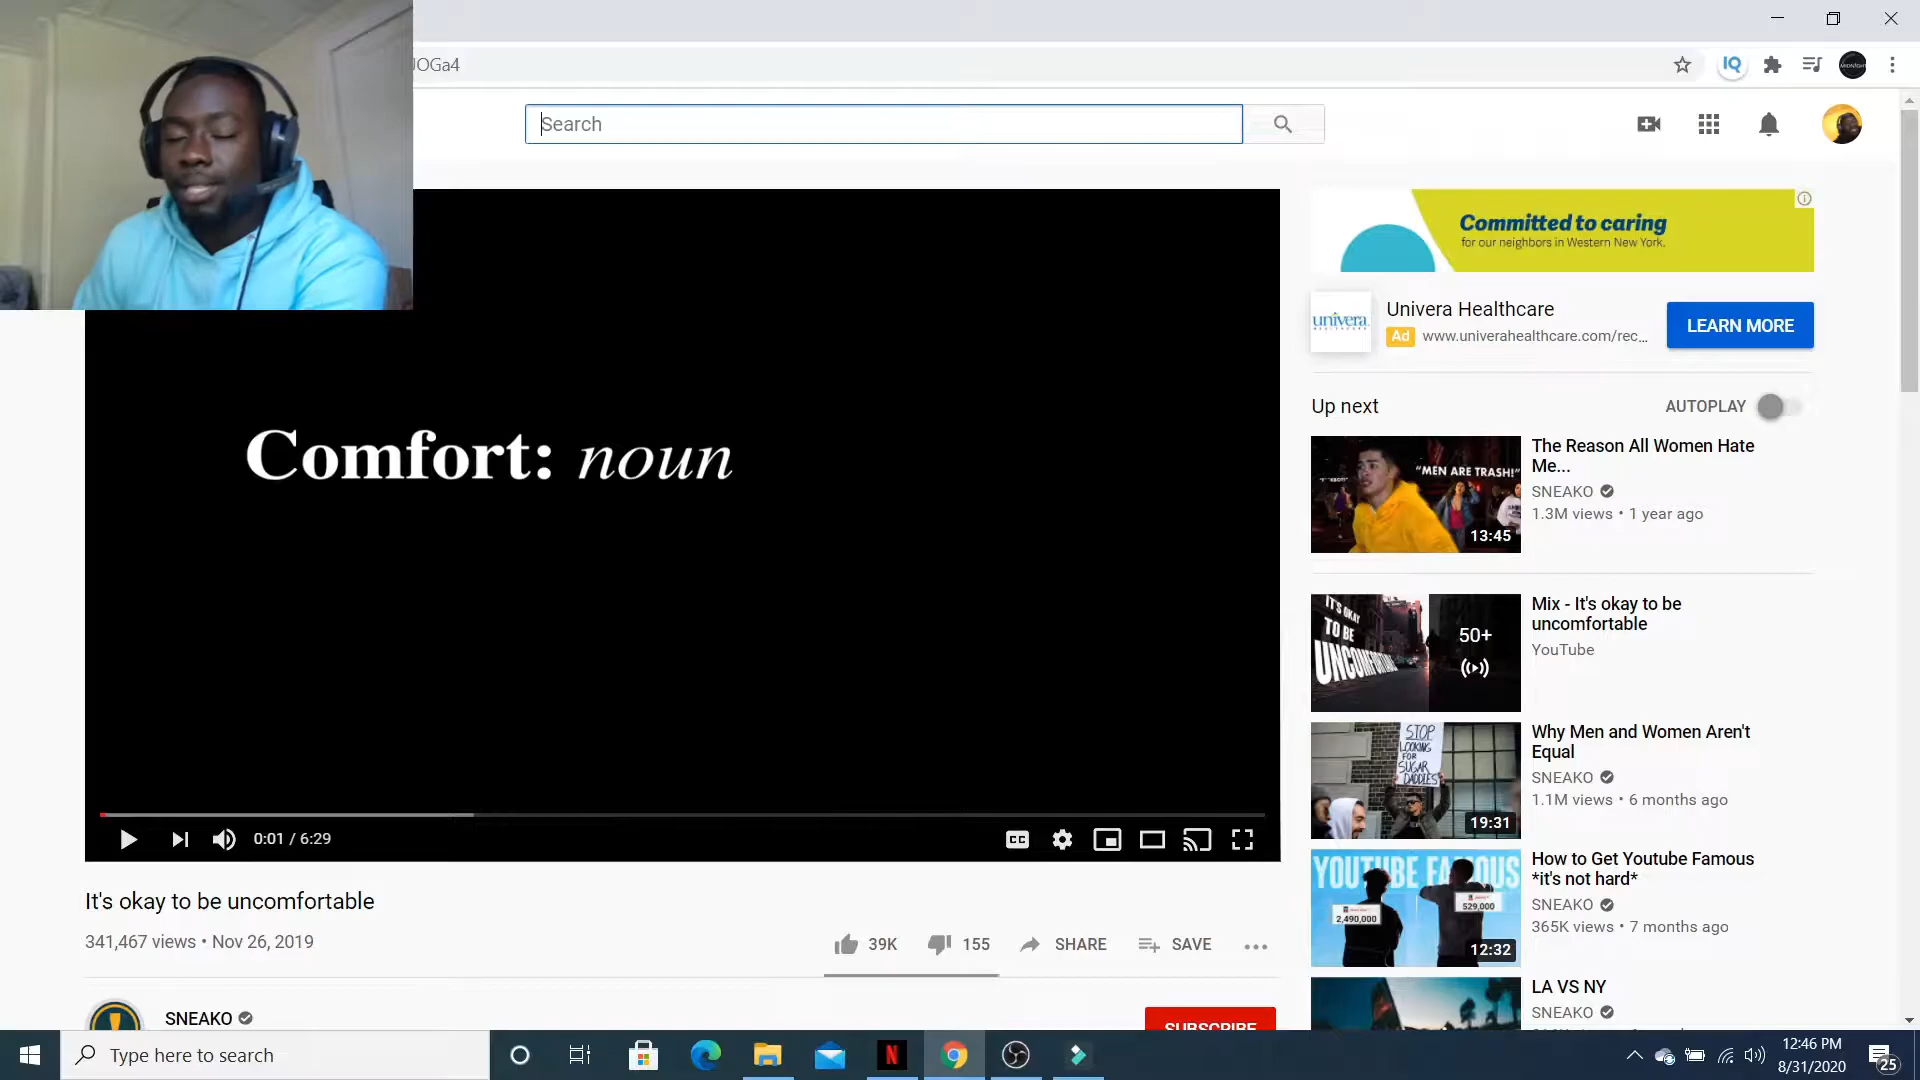 JOGa4
IQ
Search
Comfort: noun
0:01 / 6:29
CC
It's okay to be uncomfortable
341,467 views • Nov 26, 2019
39K
155
SHARE
SAVE
SNEAKO
SUBSCRIBE
Committed to caring
for our neighbors in Western New York.
univera
Univera Healthcare
Ad www.univerahealthcare.com/rec...
LEARN MORE
Up next
AUTOPLAY
"MEN ARE TRASH!"
13:45
The Reason All Women Hate
Me...
SNEAKO
1.3M views • 1 year ago
IT'S OKAY
TO BE
UNCOMFORTABLE
50+
Mix - It's okay to be
uncomfortable
YouTube
STOP
LOOKING
FOR
SUGAR
DADDIES
19:31
Why Men and Women Aren't
Equal
SNEAKO
1.1M views • 6 months ago
YOUTUBE FAMOUS
2,490,000
529,000
12:32
How to Get Youtube Famous
*it's not hard*
SNEAKO
365K views • 7 months ago
LA VS NY
SNEAKO
Type here to search
N
12:46 PM
8/31/2020
25